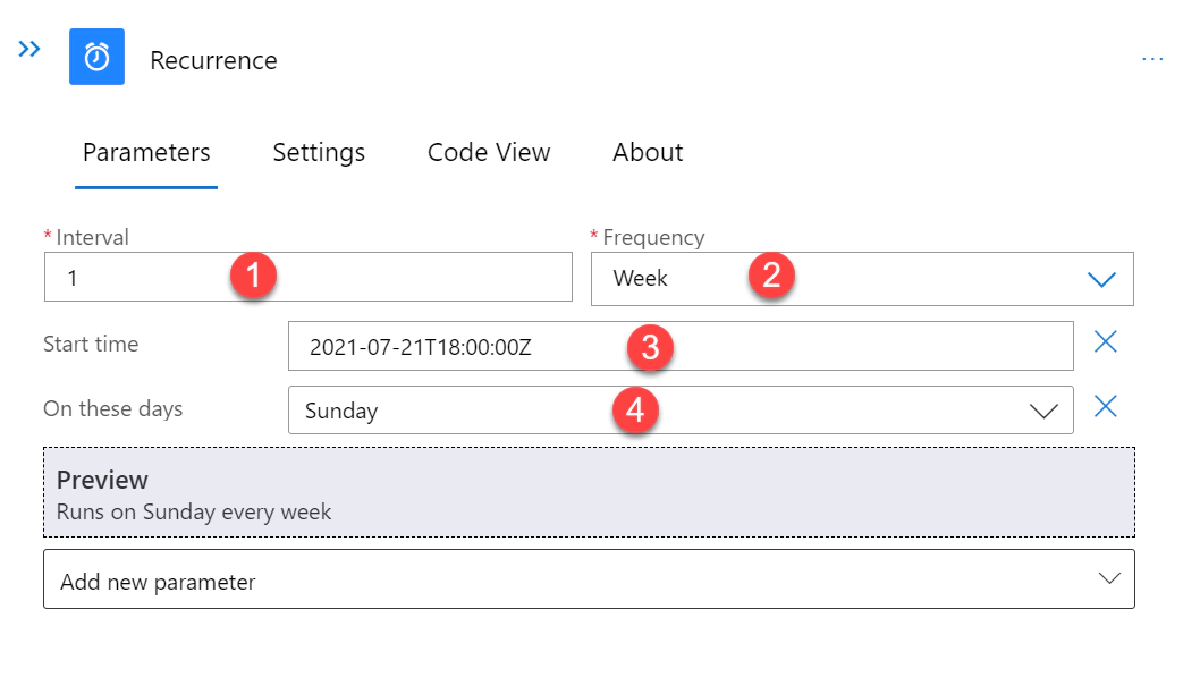 Recurrence
...
Parameters Settings Code View About
* Interval * Frequency
1 1 Week 2
Start time 2021-07-21T18:00:00Z 3
On these days Sunday 4
Preview
Runs on Sunday every week
Add new parameter